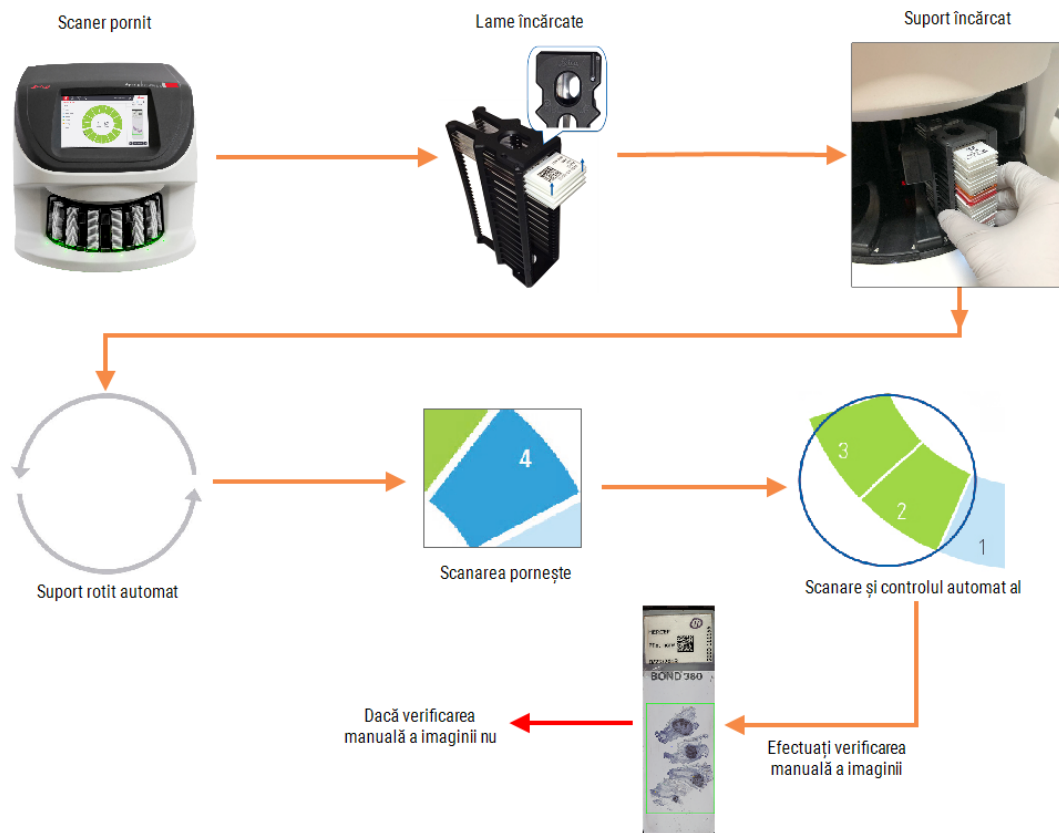 Scaner pornit
Lame încărcate
Suport încărcat
Suport rotit automat
4
Scanarea pornește
3
2
1
Scanare și controlul automat al
BOND 380
Efectuați verificarea
manuală a imaginii
Dacă verificarea
manuală a imaginii nu